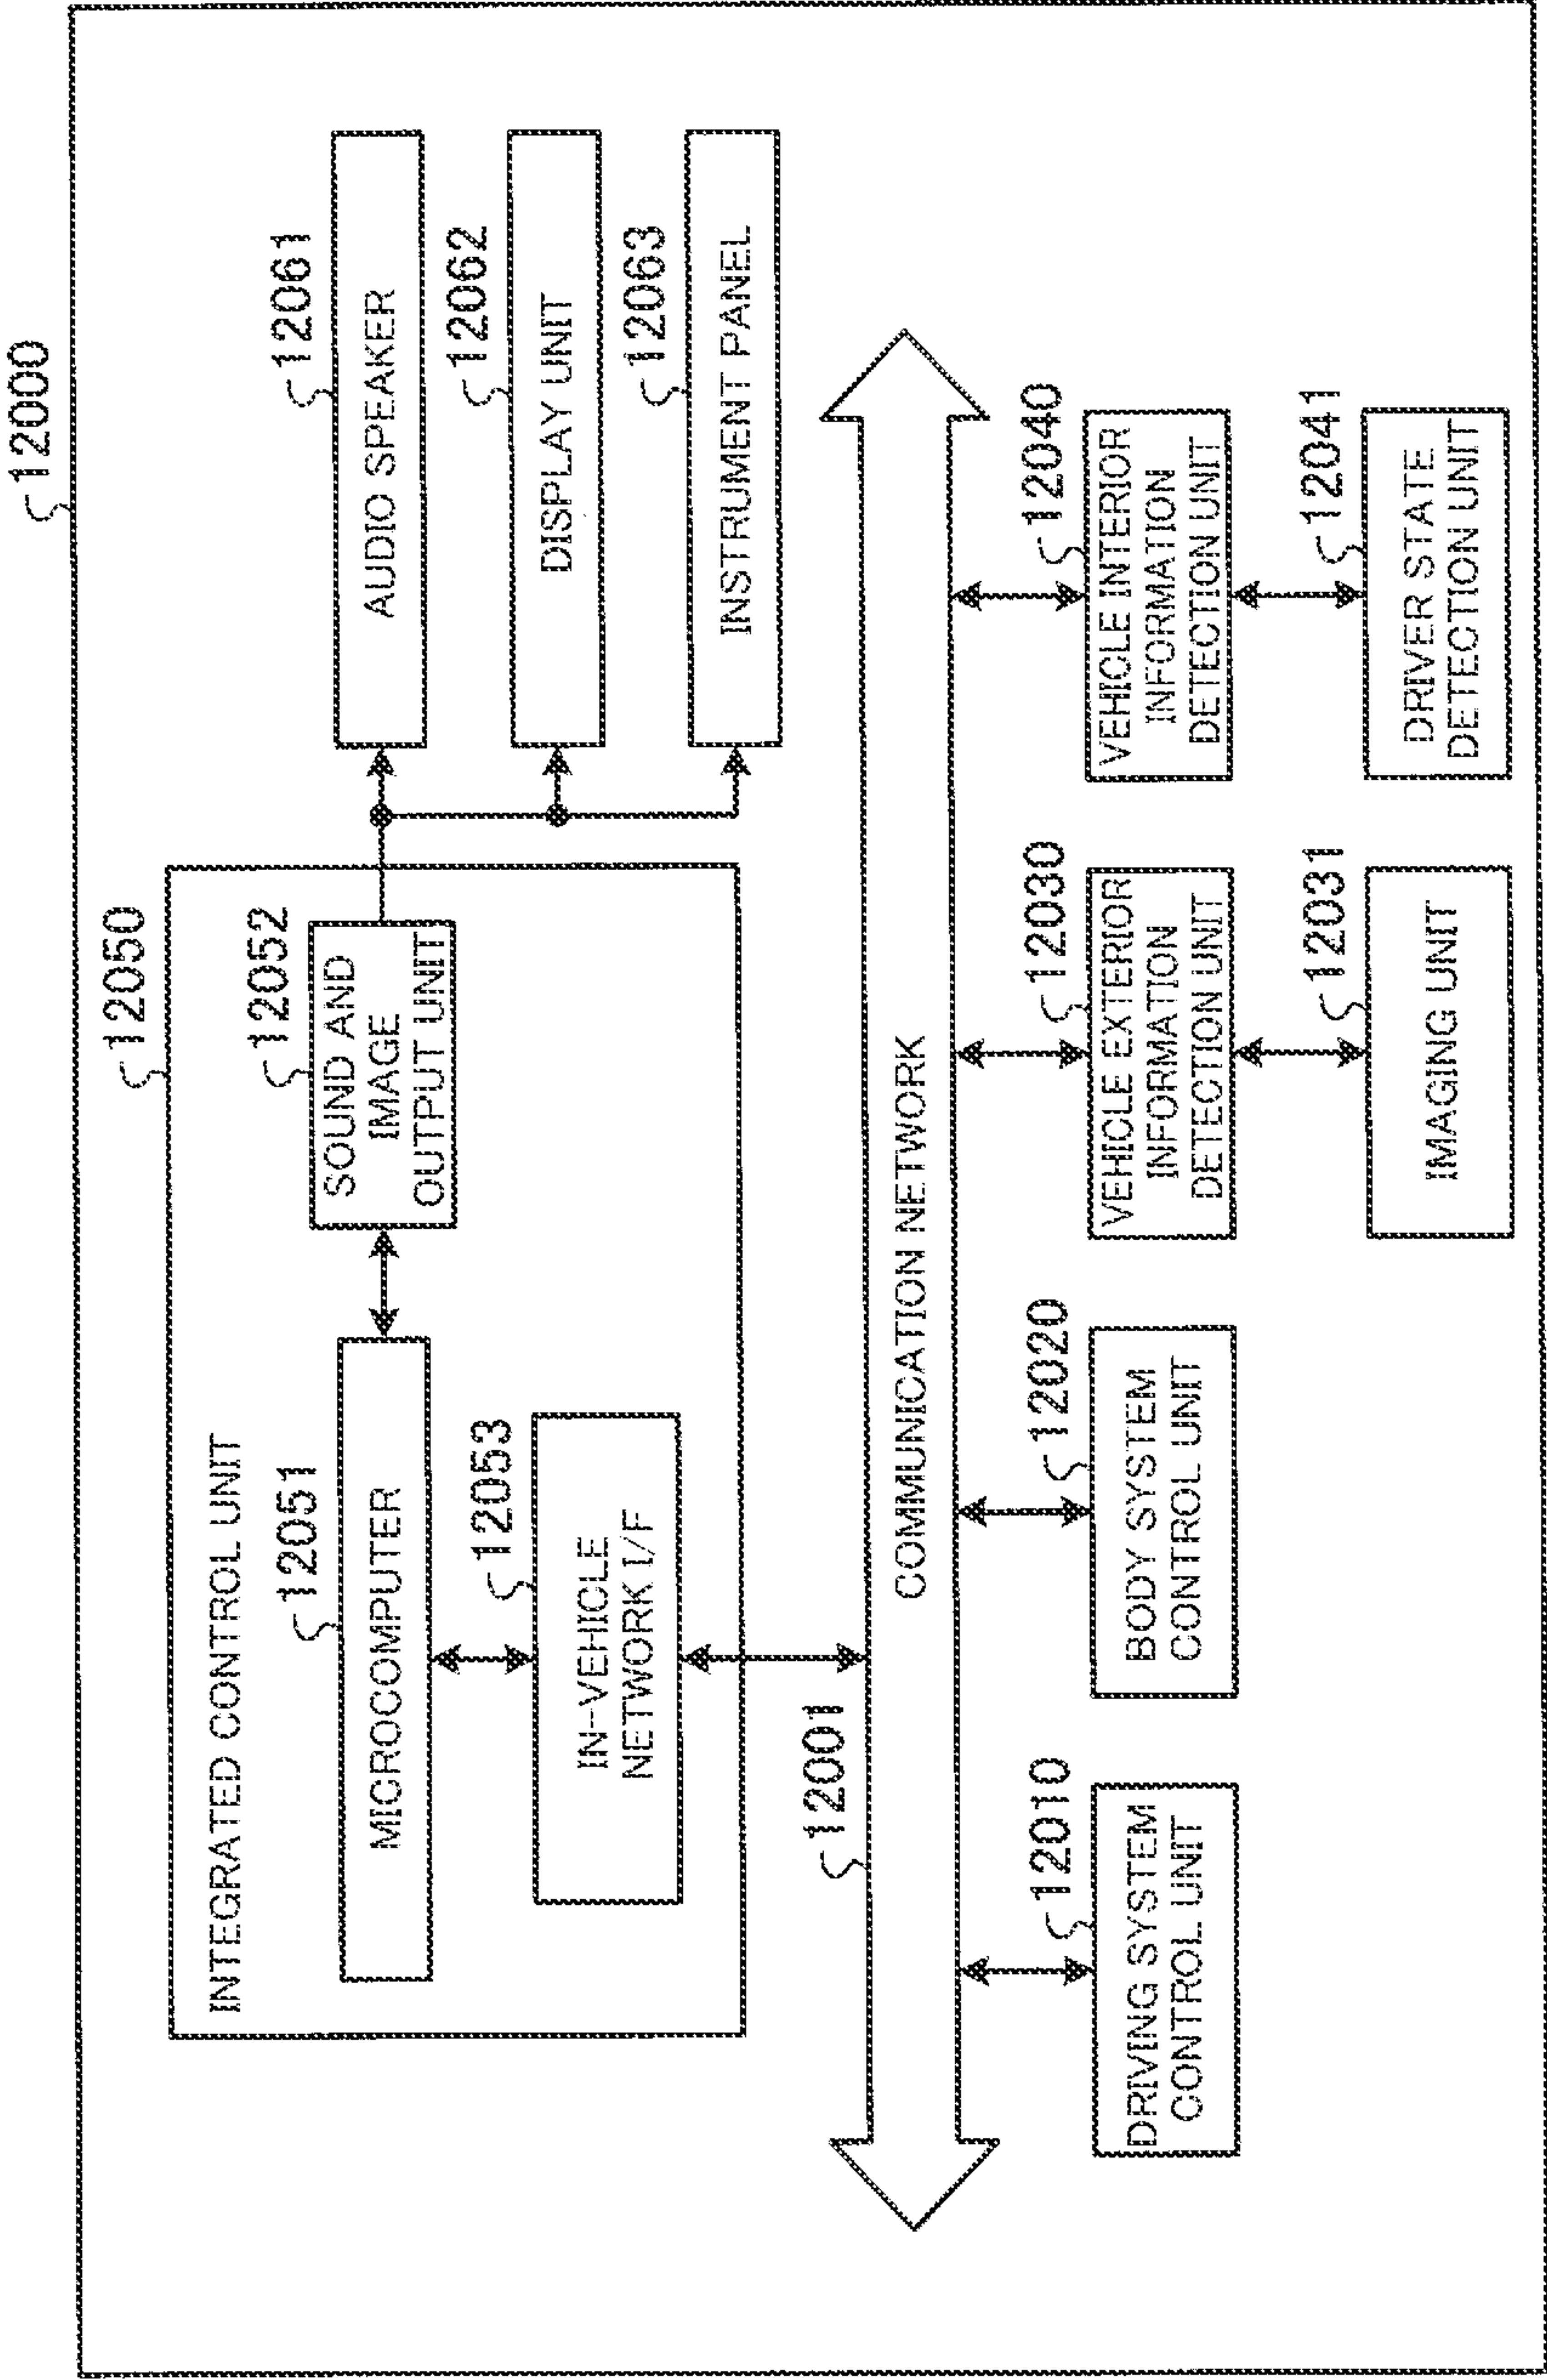 12000
12050
INTEGRATED CONTROL UNIT
12051
MICROCOMPUTER
12052
SOUND AND
IMAGE
OUTPUT UNIT
12053
IN-VEHICLE
NETWORK I/F
12061
AUDIO SPEAKER
12062
DISPLAY UNIT
12063
INSTRUMENT PANEL
12001
COMMUNICATION NETWORK
12010
DRIVING SYSTEM
CONTROL UNIT
12020
BODY SYSTEM
CONTROL UNIT
12030
VEHICLE EXTERIOR
INFORMATION
DETECTION UNIT
12040
VEHICLE INTERIOR
INFORMATION
DETECTION UNIT
12031
IMAGING UNIT
12041
DRIVER STATE
DETECTION UNIT